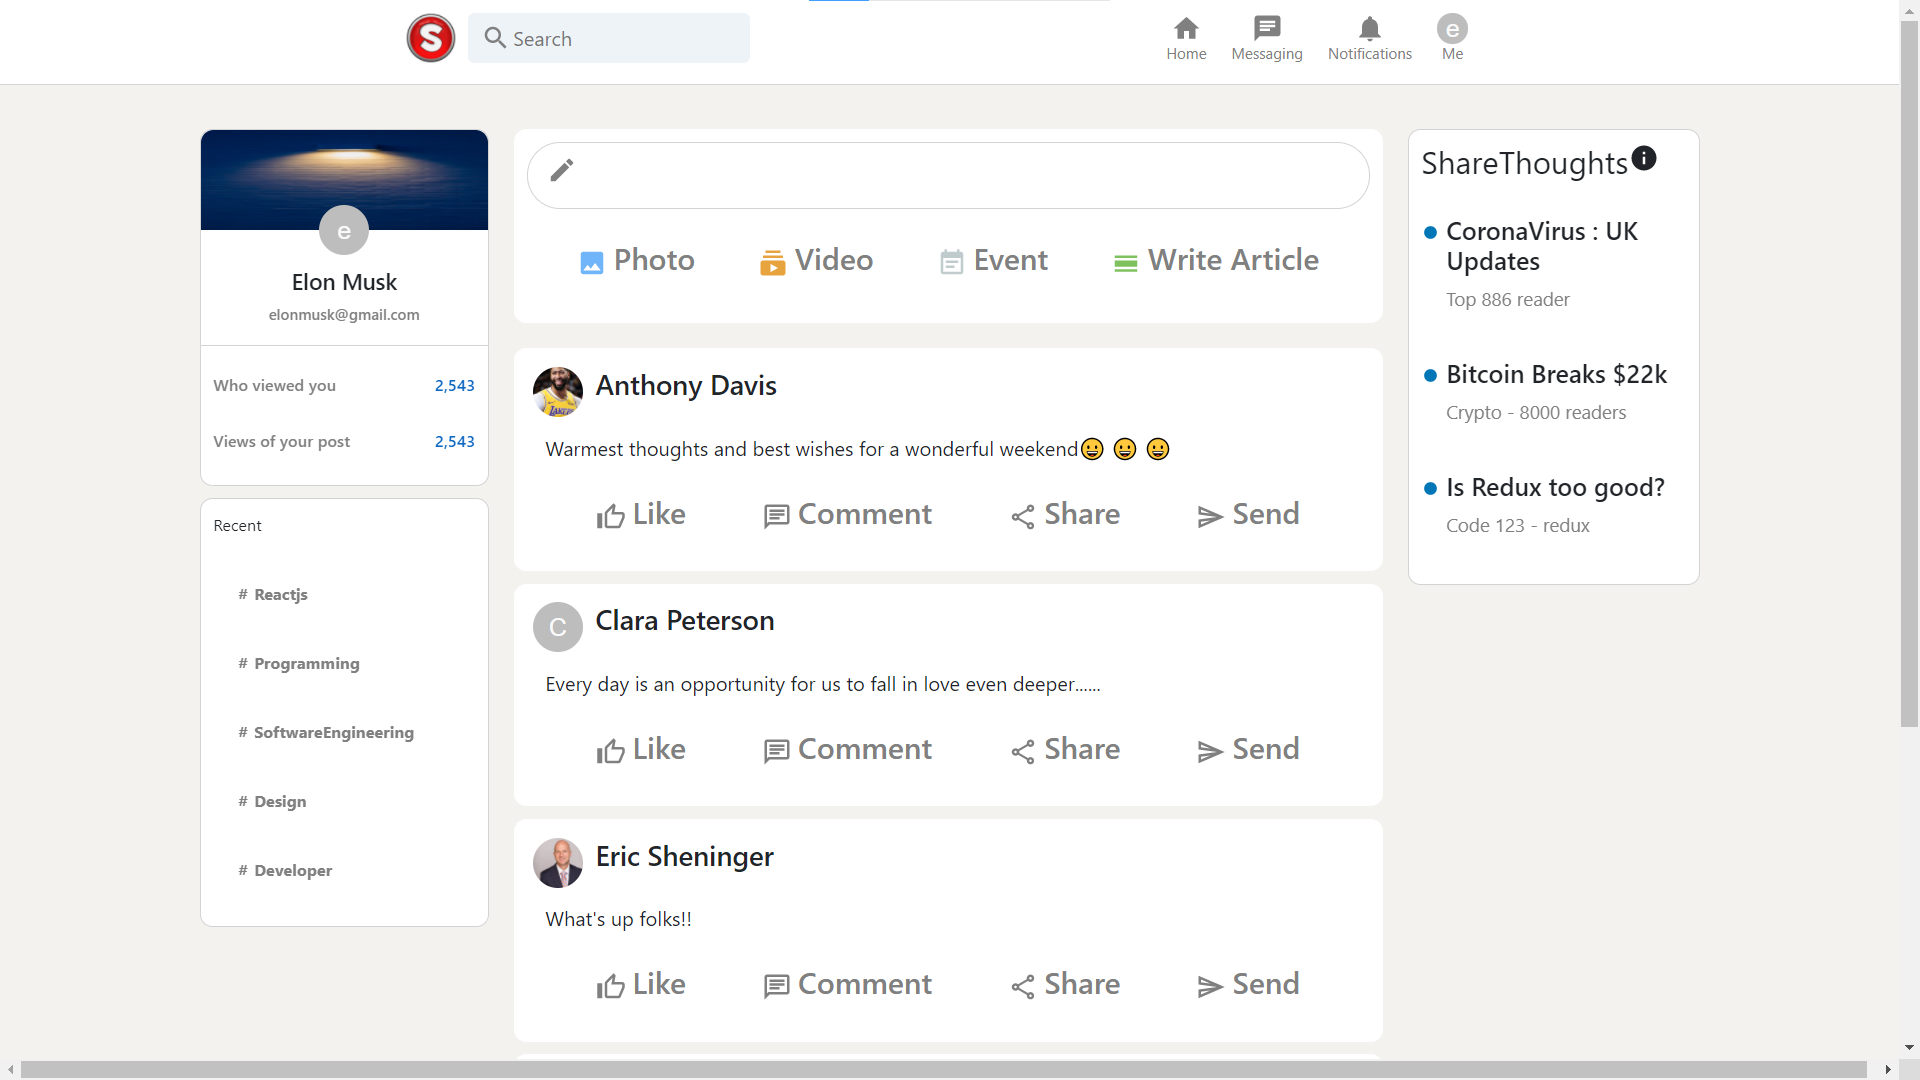 S
Search
Home
Messaging
Notifications
e
Me
e
Elon Musk
elonmusk@gmail.com
Who viewed you 2,543
Views of your post 2,543
Recent
# Reactjs
# Programming
# SoftwareEngineering
# Design
# Developer
Photo
Video
Event
Write Article
Anthony Davis
Warmest thoughts and best wishes for a wonderful weekend😀 😀 😀
Like
Comment
Share
Send
C
Clara Peterson
Every day is an opportunity for us to fall in love even deeper......
Like
Comment
Share
Send
Eric Sheninger
What's up folks!!
Like
Comment
Share
Send
ShareThoughts
CoronaVirus : UK
Updates
Top 886 reader
Bitcoin Breaks $22k
Crypto - 8000 readers
Is Redux too good?
Code 123 - redux